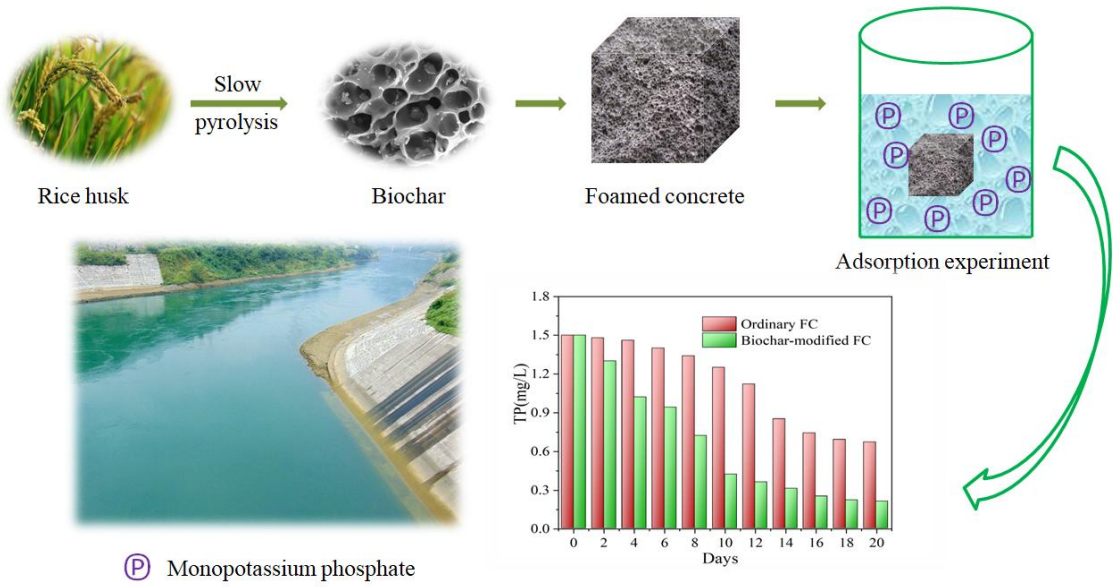 Slow
pyrolysis
Rice husk
Biochar
Foamed concrete
Ⓟ Ⓟ Ⓟ Ⓟ Ⓟ Ⓟ Ⓟ Ⓟ
Adsorption experiment
TP(mg/L)
1.8
1.5
1.2
0.9
0.6
0.3
0.0
Ordinary FC
Biochar-modified FC
0 2 4 6 8 10 12 14 16 18 20
Days
Ⓟ Monopotassium phosphate